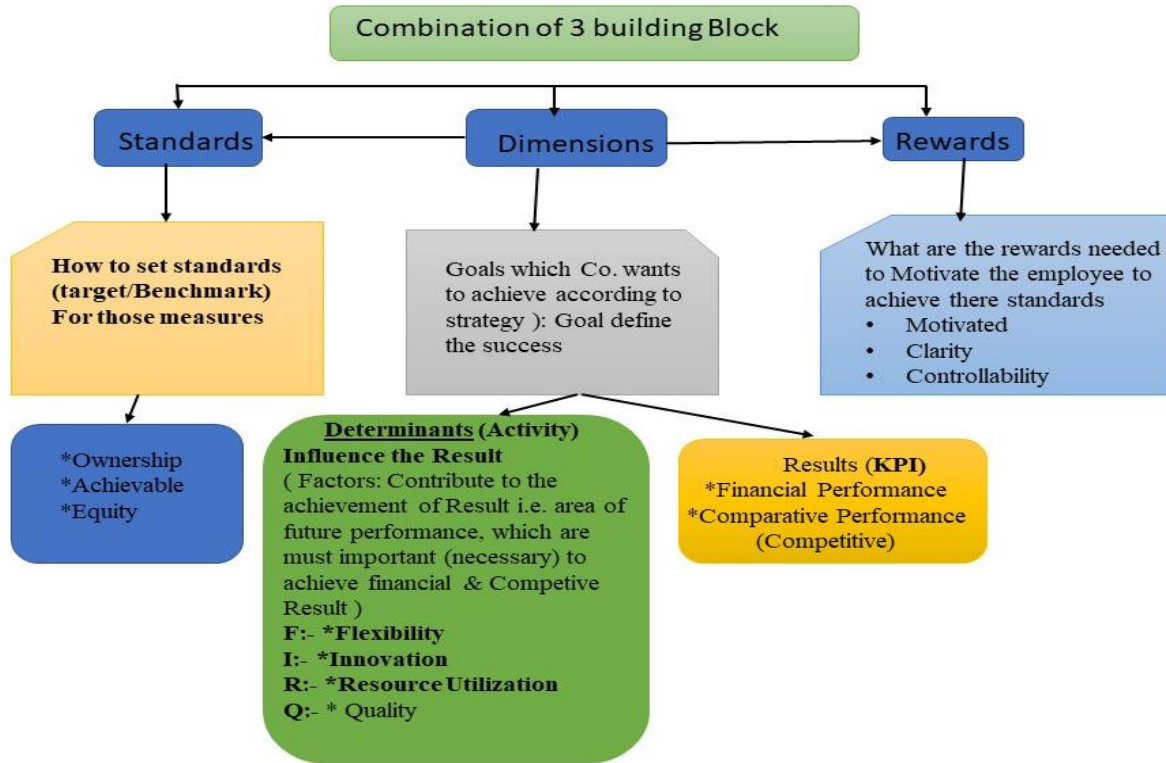 Combination of 3 building Block
Standards
Dimensions
Rewards
How to set standards
(target/Benchmark)
For those measures
Goals which Co. wants
to achieve according to
strategy ): Goal define
the success
What are the rewards needed
to Motivate the employee to
achieve there standards
• Motivated
• Clarity
• Controllability
*Ownership
*Achievable
*Equity
Determinants (Activity)
Influence the Result
( Factors: Contribute to the
achievement of Result i.e. area of
future performance, which are
must important (necessary) to
achieve financial & Competive
Result )
F:- *Flexibility
I:- *Innovation
R:- *Resource Utilization
Q:- * Quality
Results (KPI)
*Financial Performance
*Comparative Performance
(Competitive)